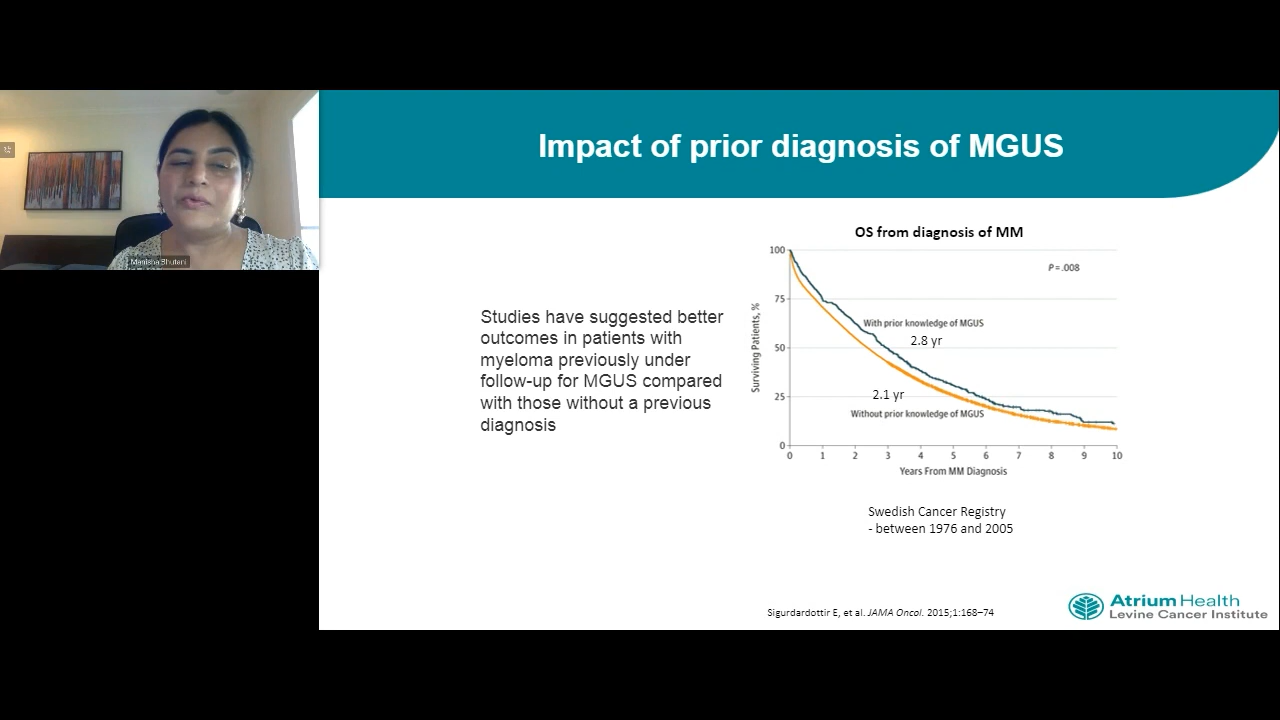 Impact of prior diagnosis of MGUS
Manisha Bhutani
Studies have suggested better
outcomes in patients with
myeloma previously under
follow-up for MGUS compared
with those without a previous
diagnosis
OS from diagnosis of MM
P=.008
With prior knowledge of MGUS
2.8 yr
2.1 yr
Without prior knowledge of MGUS
Surviving Patients, %
100
75
50
25
0
0 1 2 3 4 5 6 7 8 9 10
Years From MM Diagnosis
Swedish Cancer Registry
- between 1976 and 2005
Sigurdardottir E, et al. JAMA Oncol. 2015;1:168–74
Atrium Health
Levine Cancer Institute